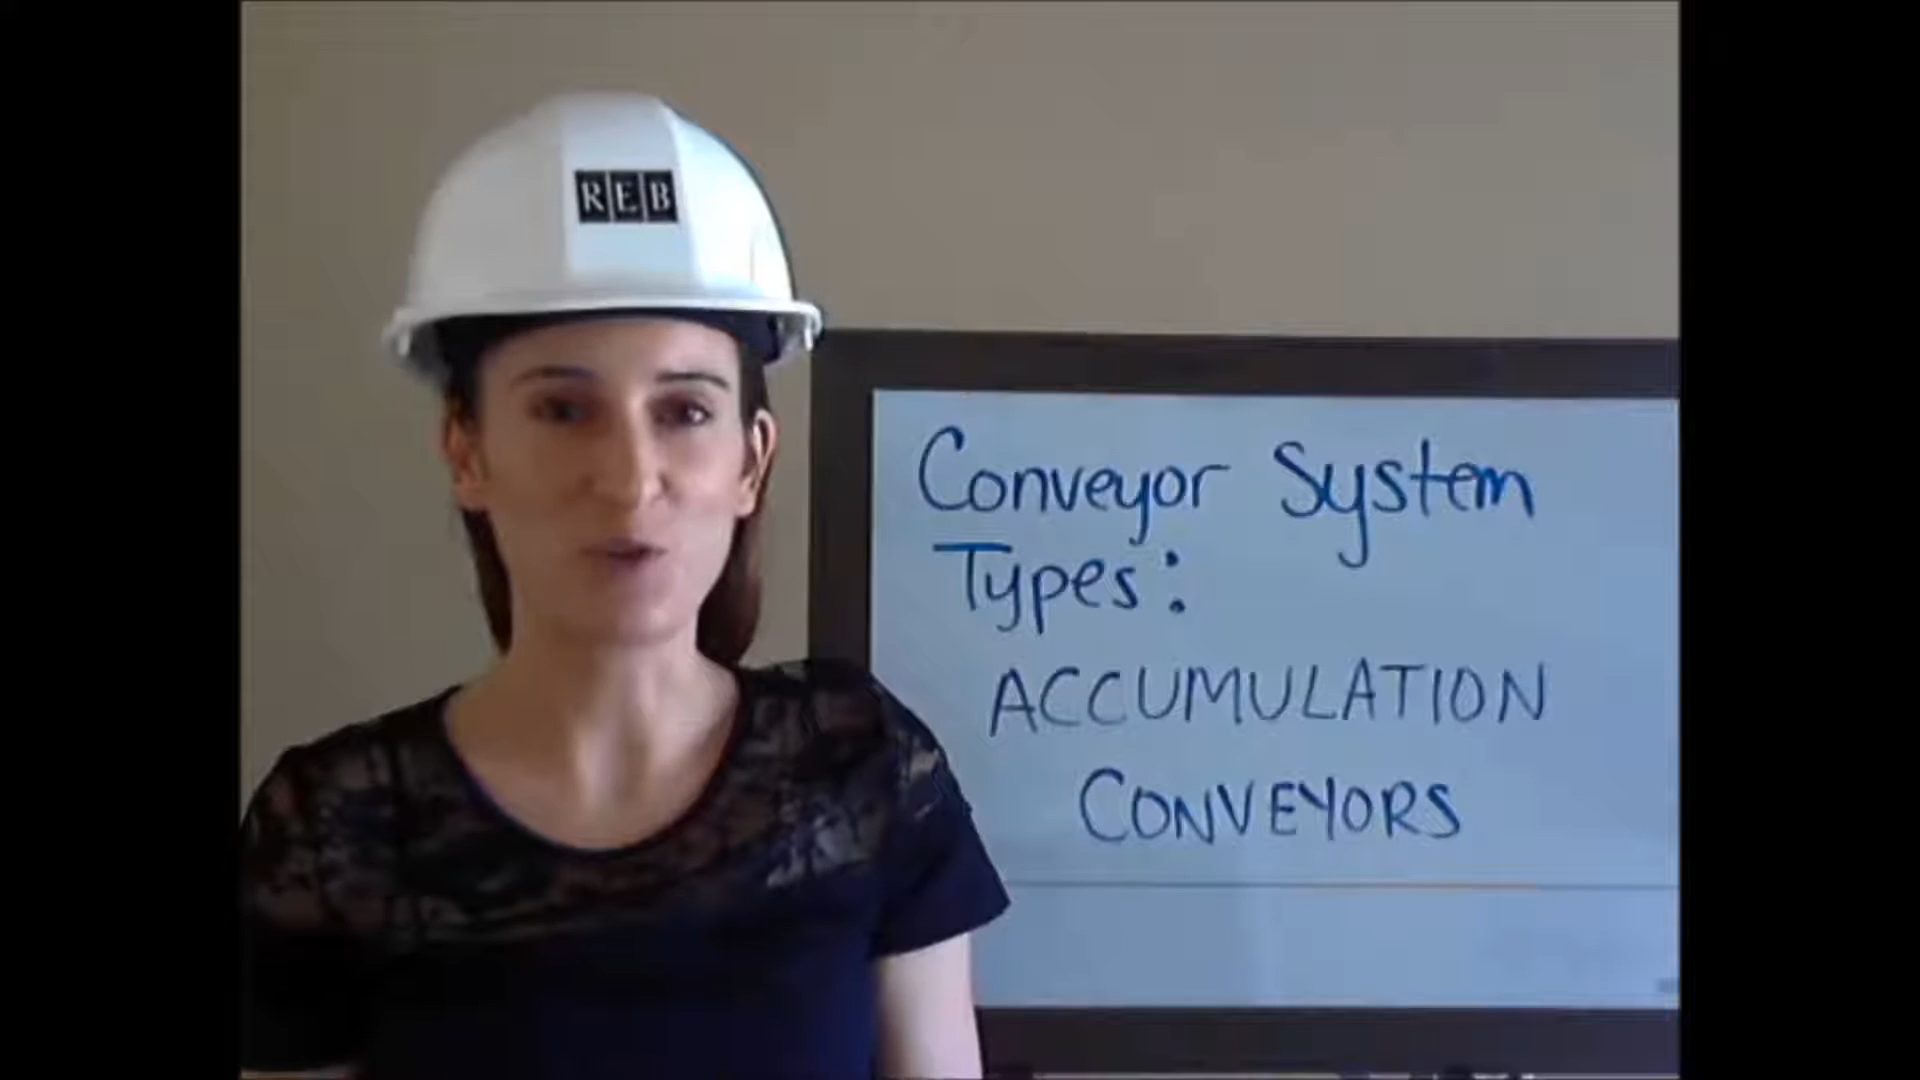 REB
Conveyor System
Types:
ACCUMULATION
CONVEYORS